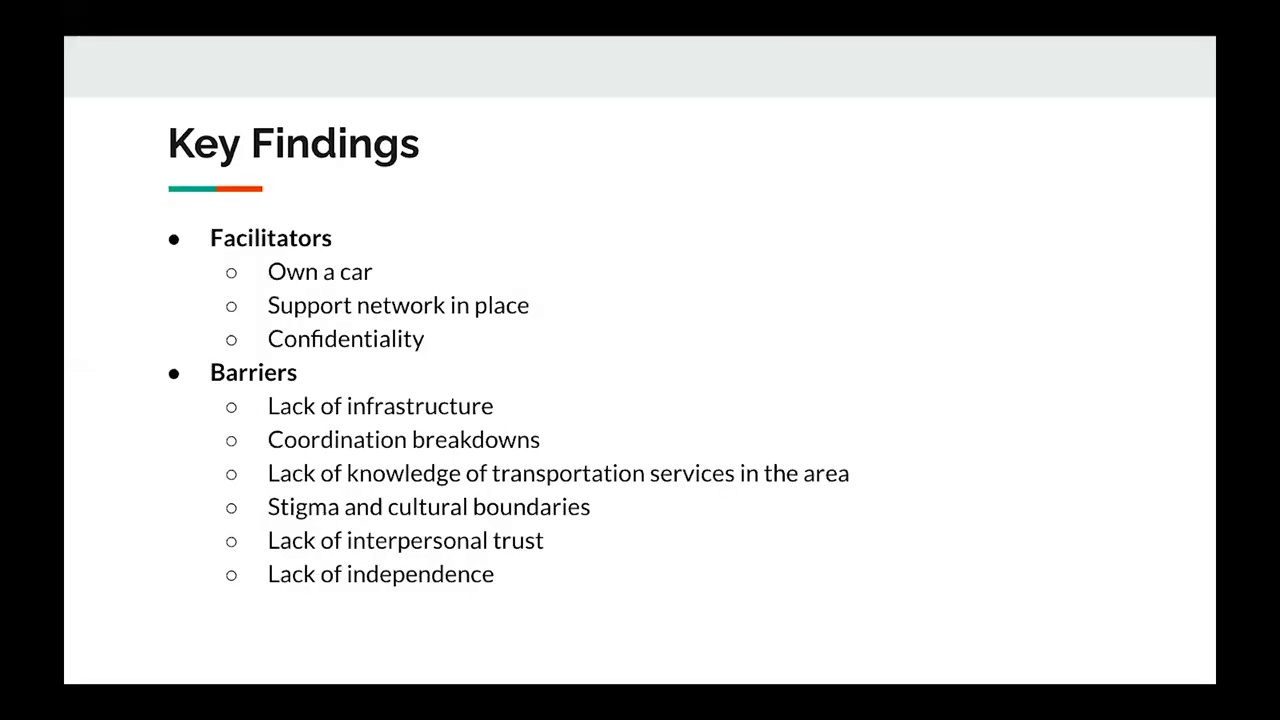 Key Findings
● Facilitators
○ Own a car
○ Support network in place
○ Confidentiality
● Barriers
○ Lack of infrastructure
○ Coordination breakdowns
○ Lack of knowledge of transportation services in the area
○ Stigma and cultural boundaries
○ Lack of interpersonal trust
○ Lack of independence